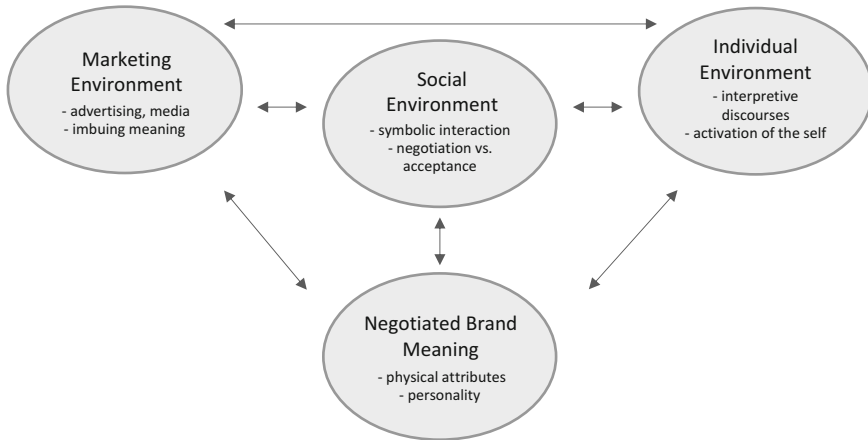 Marketing
Environment
- advertising, media
- imbuing meaning
Social
Environment
- symbolic interaction
- negotiation vs.
acceptance
Individual
Environment
- interpretive
discourses
- activation of the self
Negotiated Brand
Meaning
- physical attributes
- personality